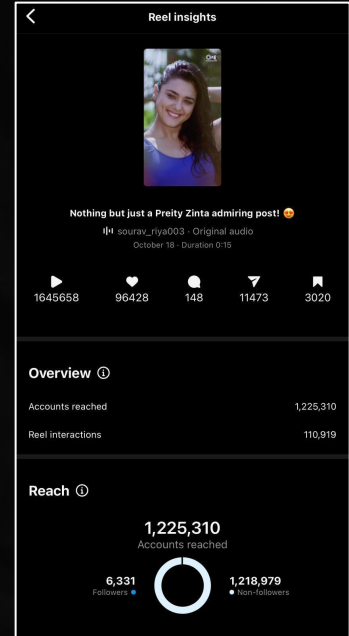 Reel insights
Nothing but just a Preity Zinta admiring post! 😍
sourav_riya003 · Original audio
October 18 · Duration 0:15
1645658 96428 148 11473 3020
Overview
Accounts reached 1,225,310
Reel interactions 110,919
Reach
1,225,310
Accounts reached
6,331 1,218,979
Followers Non-followers